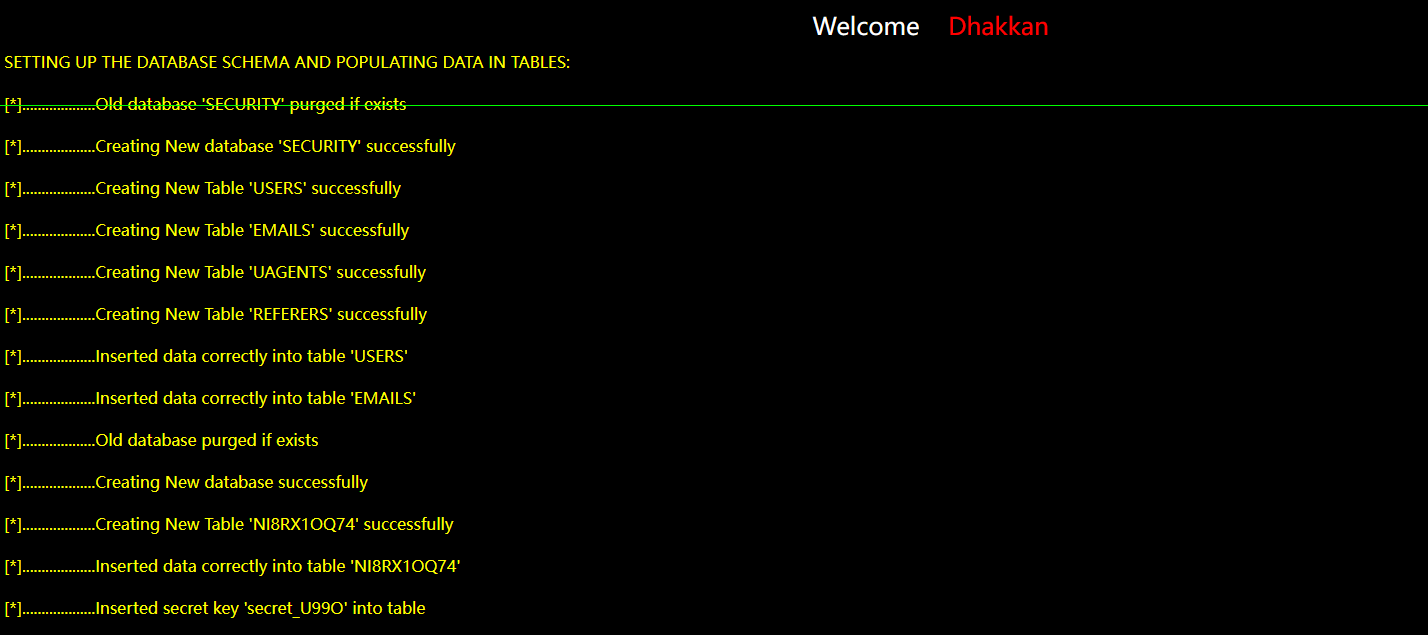 Welcome Dhakkan
SETTING UP THE DATABASE SCHEMA AND POPULATING DATA IN TABLES:
[*]...................Old database 'SECURITY' purged if exists
[*]...................Creating New database 'SECURITY' successfully
[*]...................Creating New Table 'USERS' successfully
[*]...................Creating New Table 'EMAILS' successfully
[*]...................Creating New Table 'UAGENTS' successfully
[*]...................Creating New Table 'REFERERS' successfully
[*]...................Inserted data correctly into table 'USERS'
[*]...................Inserted data correctly into table 'EMAILS'
[*]...................Old database purged if exists
[*]...................Creating New database successfully
[*]...................Creating New Table 'NI8RX1OQ74' successfully
[*]...................Inserted data correctly into table 'NI8RX1OQ74'
[*]...................Inserted secret key 'secret_U99O' into table